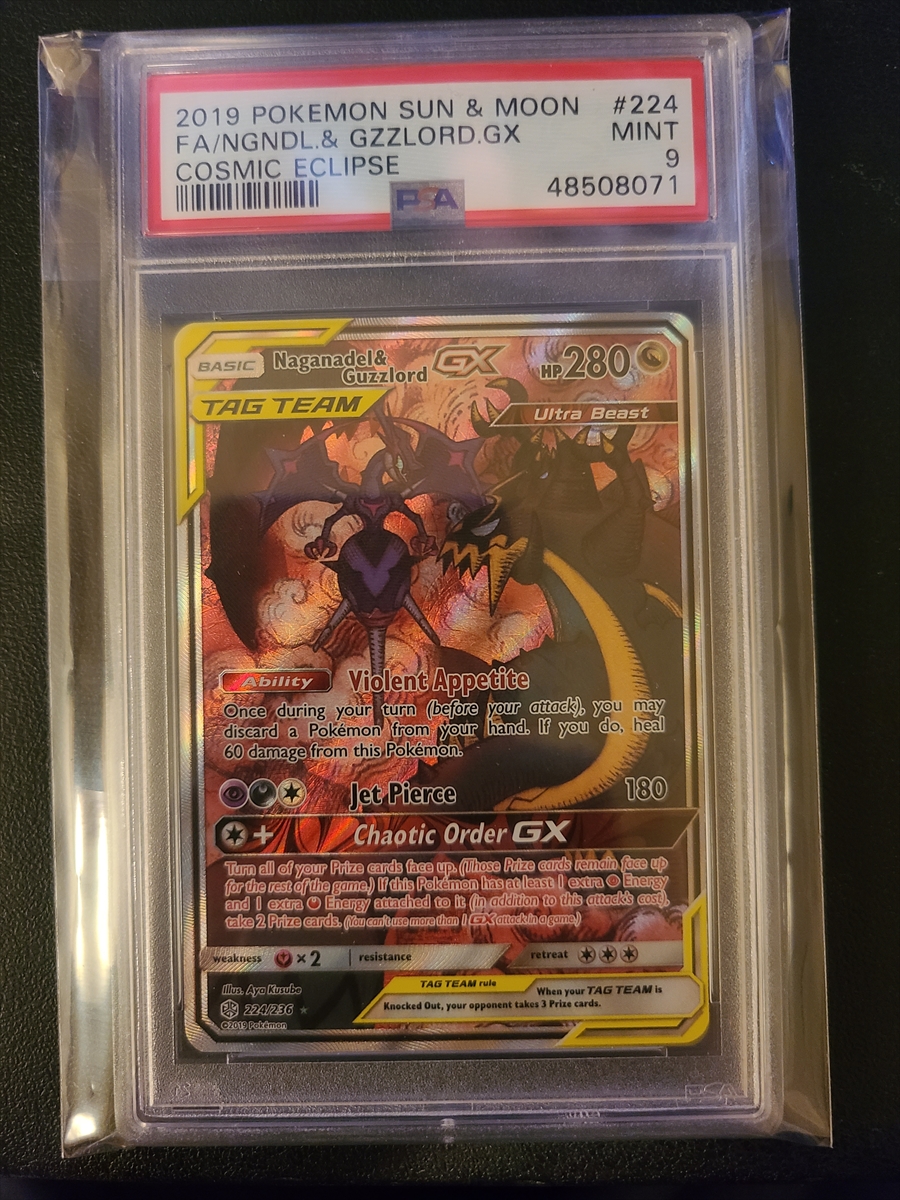 2019 POKEMON SUN & MOON #224
FA/NGNDL.& GZZLORD.GX MINT
COSMIC ECLIPSE 9
48508071
PSA
BASIC Naganadel& GX HP280
Guzzlord
TAG TEAM Ultra Beast
Ability Violent Appetite
Once during your turn (before your attack), you may
discard a Pokémon from your hand. If you do, heal
60 damage from this Pokémon.
Jet Pierce 180
+ Chaotic Order GX
Turn all of your Prize cards face up. (Those Prize cards remain face up
for the rest of the game.) If this Pokémon has at least 1 extra Energy
and 1 extra Energy attached to it (in addition to this attack's cost),
take 2 Prize cards. (You can't use more than 1 GX attack in a game.)
weakness ×2 resistance retreat
Illus. Aya Kusube
TAG TEAM rule When your TAG TEAM is
Knocked Out, your opponent takes 3 Prize cards.
224/236
©2019 Pokémon
PSA